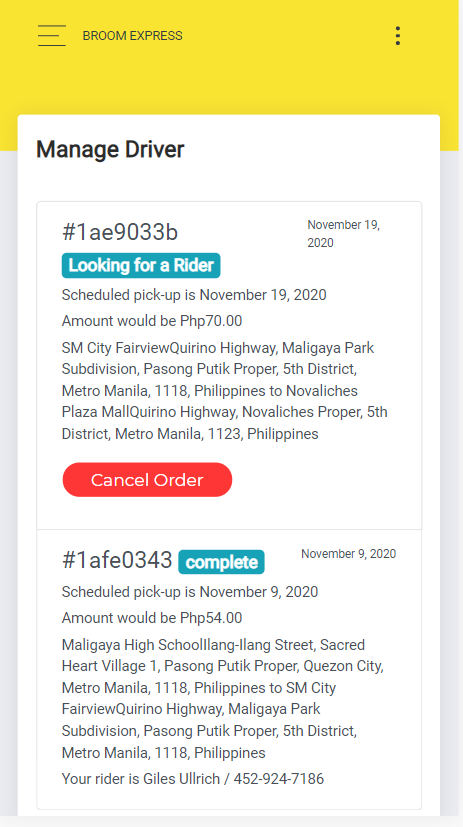 BROOM EXPRESS
Manage Driver
#1ae9033b
November 19,
2020
Looking for a Rider
Scheduled pick-up is November 19, 2020
Amount would be Php70.00
SM City FairviewQuirino Highway, Maligaya Park
Subdivision, Pasong Putik Proper, 5th District,
Metro Manila, 1118, Philippines to Novaliches
Plaza MallQuirino Highway, Novaliches Proper, 5th
District, Metro Manila, 1123, Philippines
Cancel Order
#1afe0343 complete
November 9, 2020
Scheduled pick-up is November 9, 2020
Amount would be Php54.00
Maligaya High SchoolIlang-Ilang Street, Sacred
Heart Village 1, Pasong Putik Proper, Quezon City,
Metro Manila, 1118, Philippines to SM City
FairviewQuirino Highway, Maligaya Park
Subdivision, Pasong Putik Proper, 5th District,
Metro Manila, 1118, Philippines
Your rider is Giles Ullrich / 452-924-7186